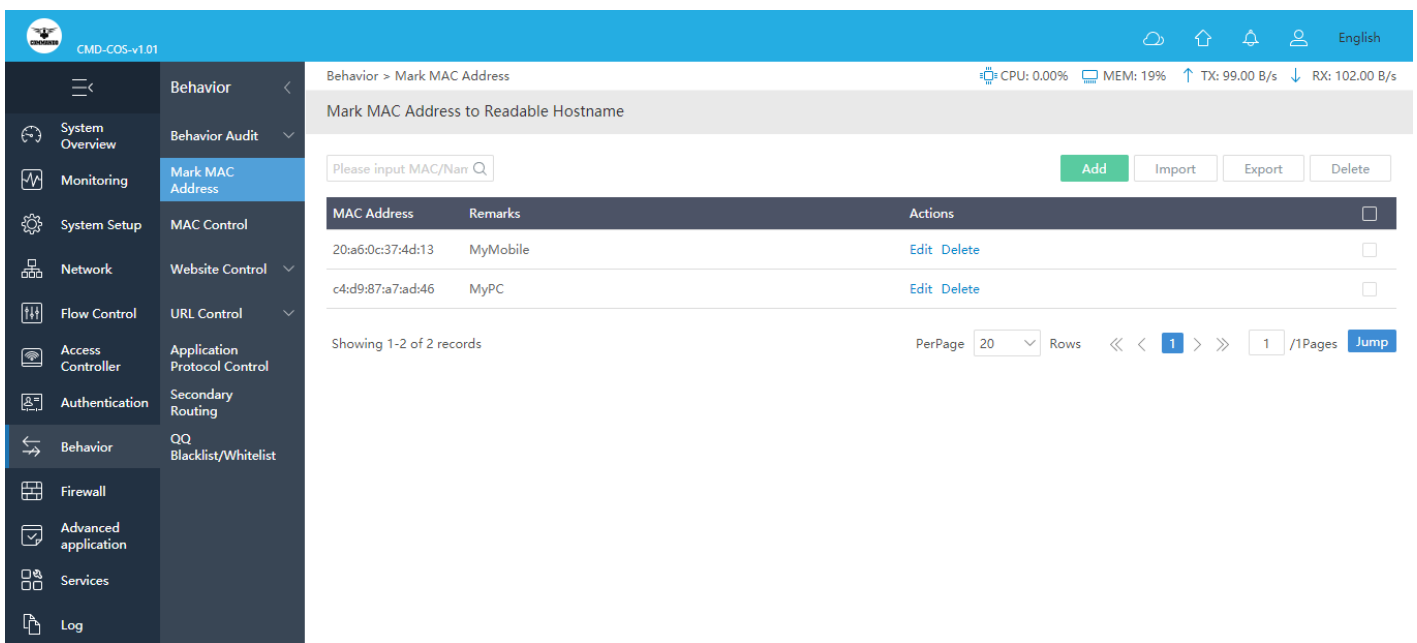 COMMANDO
CMD-COS-v1.01
English
System
Overview
Monitoring
System Setup
Network
Flow Control
Access
Controller
Authentication
Behavior
Firewall
Advanced
application
Services
Log
Behavior
Behavior Audit
Mark MAC
Address
MAC Control
Website Control
URL Control
Application
Protocol Control
Secondary
Routing
QQ
Blacklist/Whitelist
Behavior > Mark MAC Address
CPU: 0.00% MEM: 19% TX: 99.00 B/s RX: 102.00 B/s
Mark MAC Address to Readable Hostname
Please input MAC/Nam
Add Import Export Delete
MAC Address Remarks Actions
20:a6:0c:37:4d:13 MyMobile Edit Delete
c4:d9:87:a7:ad:46 MyPC Edit Delete
Showing 1-2 of 2 records PerPage 20 Rows 1 1 /1Pages Jump